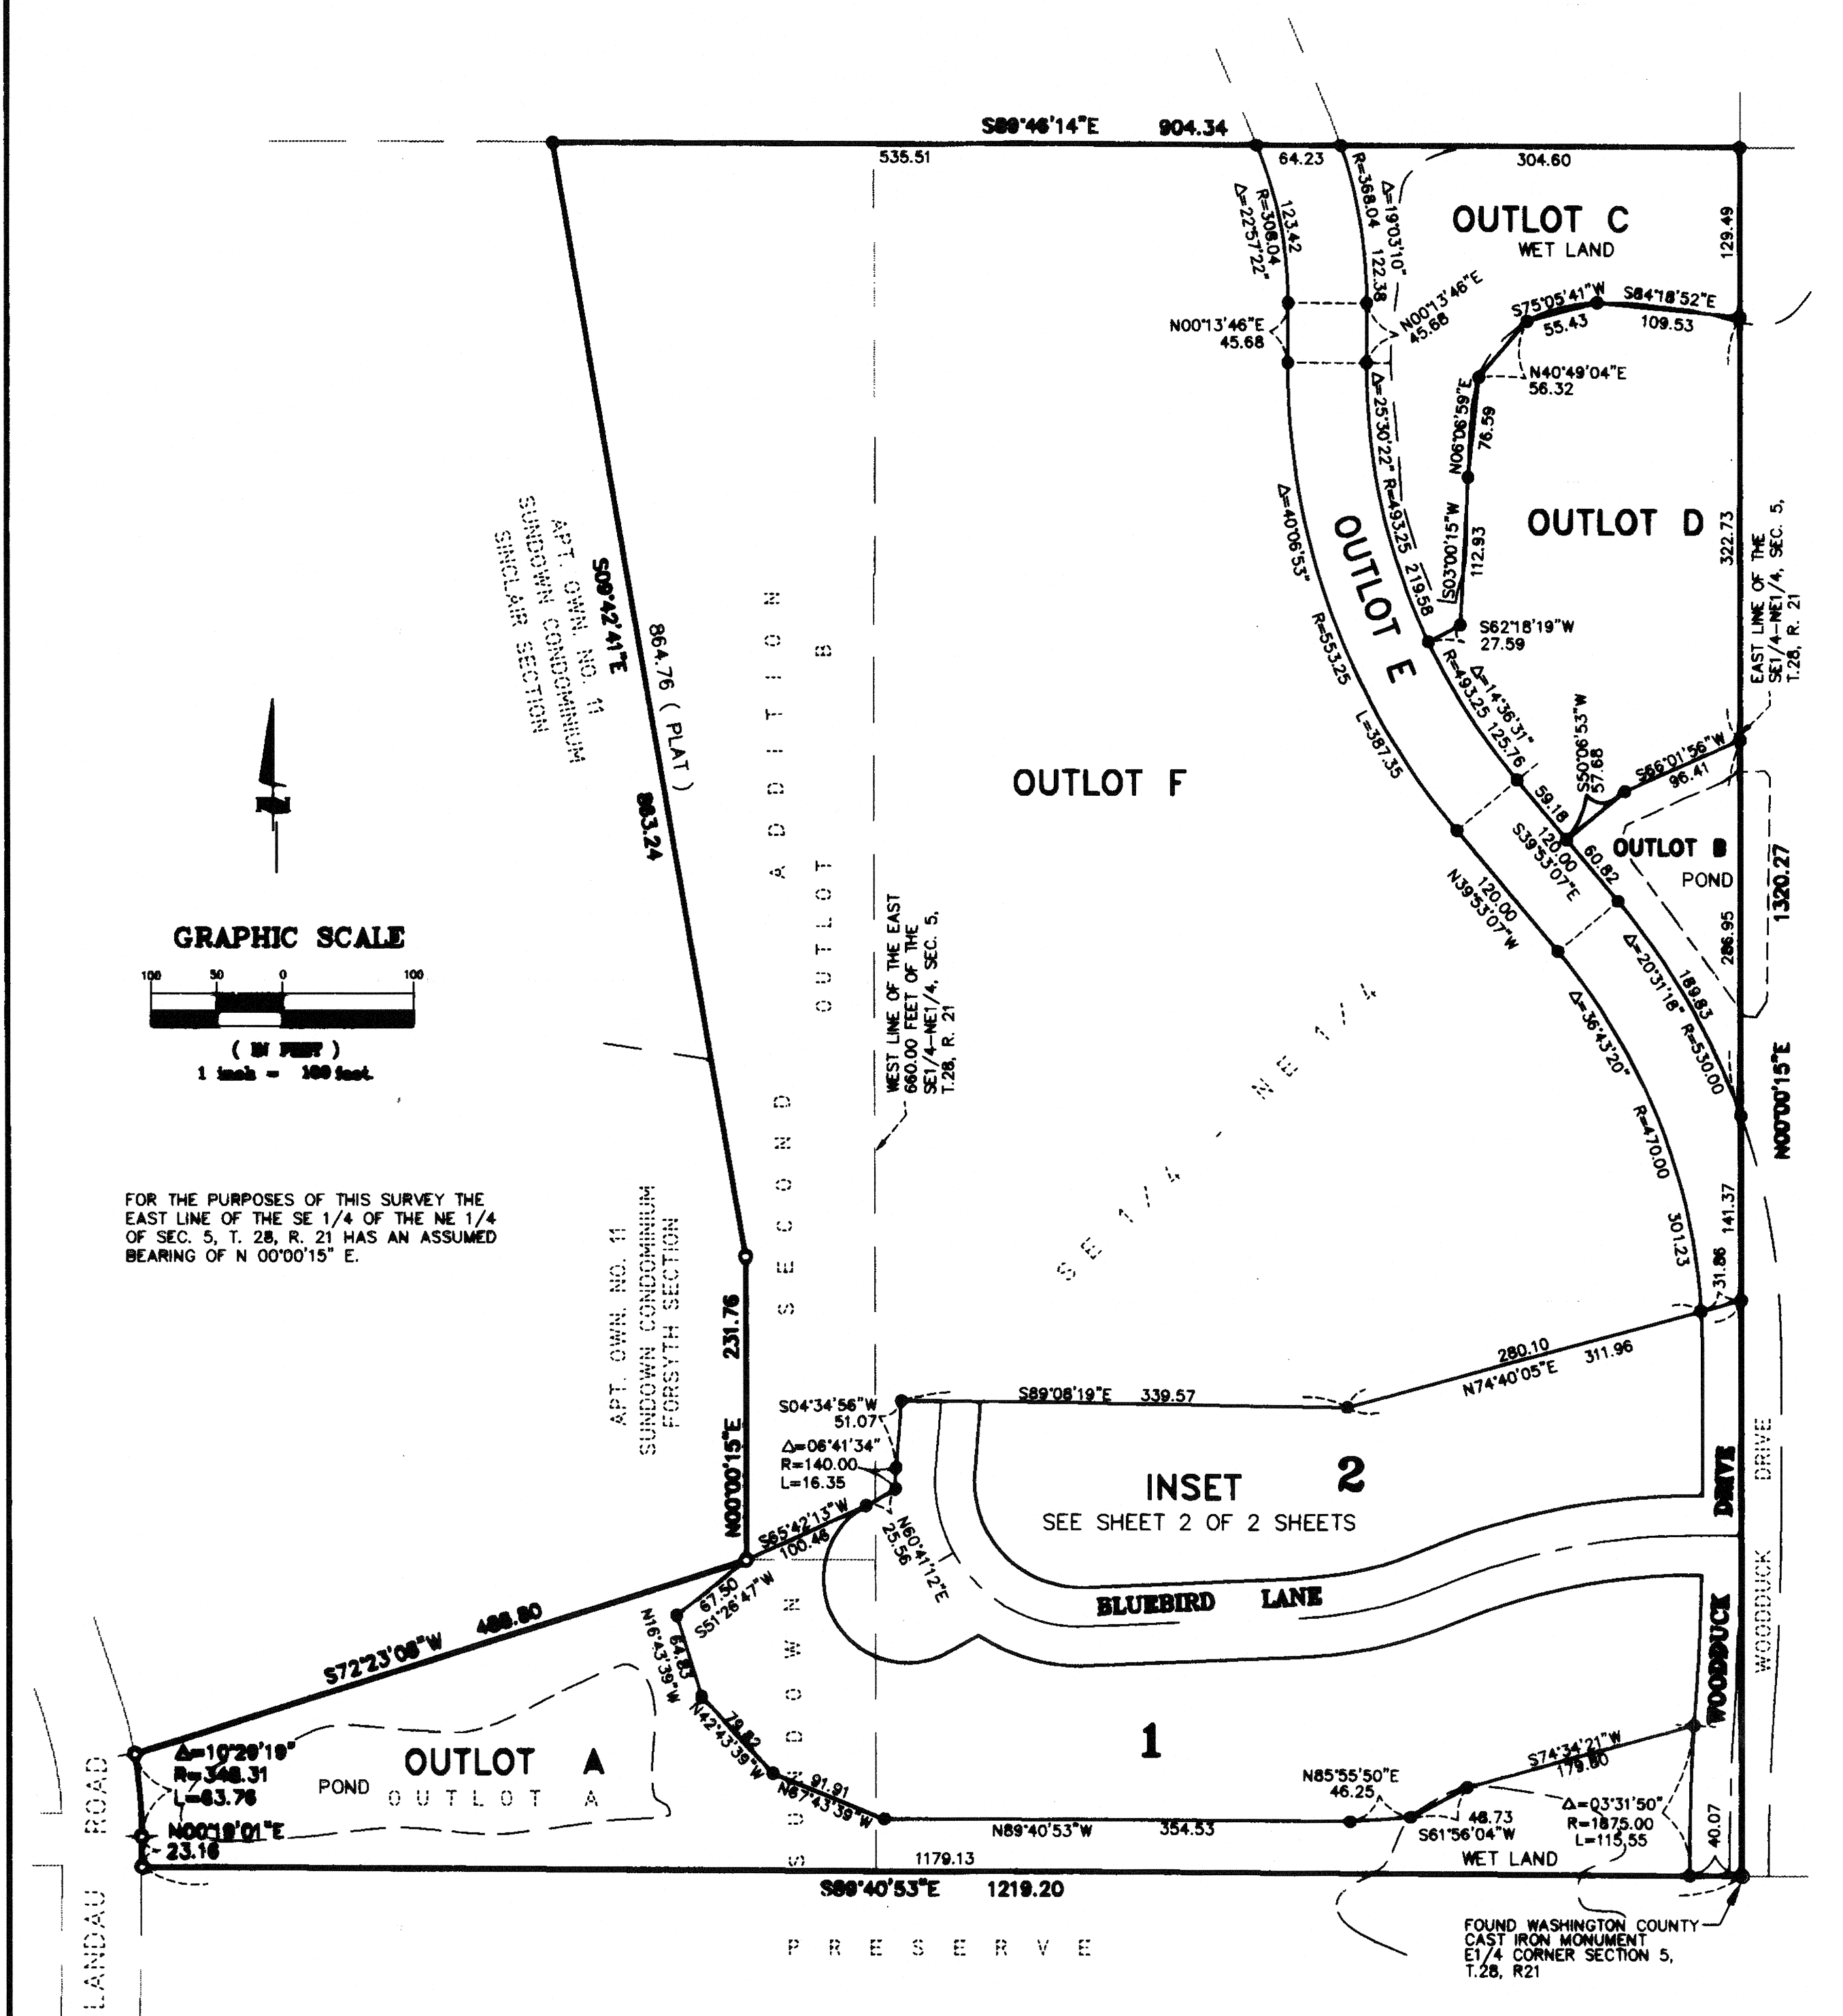 S89°46'14"E 904.34
535.51
64.23
304.60
R=308.04 123.42
Δ=22°57'22"
R=368.04 122.38
Δ=19°03'10"
OUTLOT C
WET LAND
129.49
N00°13'46"E
45.68
N00°13'46"E
45.68
S75°05'41"W
55.43
S84°18'52"E
109.53
N40°49'04"E
56.32
N06°06'59"E
76.59
Δ=25°30'22" R=493.25 219.58
S03°00'15"W
112.93
OUTLOT D
322.73
EAST LINE OF THE
SE1/4-NE1/4, SEC. 5,
T.28, R. 21
OUTLOT E
Δ=40°06'53" R=553.25 L=387.35
S62°18'19"W
27.59
Δ=14°36'31"
R=493.25 125.76
S50°06'53"W
57.68
S66°01'56"W
96.41
59.18
120.00
S39°53'07"E
60.82
OUTLOT B
POND
286.95
1320.27
N00°00'15"E
120.00
N39°53'07"W
189.83
Δ=20°31'18" R=530.00
Δ=36°43'20" R=470.00 301.23
141.37
31.86
APT. OWN. NO. 11
SUNDOWN CONDOMINIUM
SINCLAIR SECTION
S09°42'41"E 863.24
864.76 ( PLAT )
SUNDOWN SECOND ADDITION
OUTLOT B
OUTLOT F
WEST LINE OF THE EAST
660.00 FEET OF THE
SE1/4-NE1/4, SEC. 5,
T.28, R. 21
SE 1/4 - NE 1/4
N
GRAPHIC SCALE
100 50 0 100
( IN FEET )
1 inch = 100 feet.
FOR THE PURPOSES OF THIS SURVEY THE
EAST LINE OF THE SE 1/4 OF THE NE 1/4
OF SEC. 5, T. 28, R. 21 HAS AN ASSUMED
BEARING OF N 00°00'15" E.
APT. OWN. NO. 11
SUNDOWN CONDOMINIUM
FORSYTH SECTION
N00°00'15"E 231.76
S04°34'56"W
51.07
Δ=06°41'34"
R=140.00
L=16.35
S89°08'19"E 339.57
280.10
N74°40'05"E 311.96
S65°42'13"W
100.46
N60°41'12"E
25.56
INSET 2
SEE SHEET 2 OF 2 SHEETS
BLUEBIRD LANE
WOODDUCK DRIVE
WOODDUCK DRIVE
67.50
S51°26'47"W
N16°43'39"W
64.83
79.82
N42°43'39"W
91.91
N67°43'39"W
1
S72°23'08"W
OUTLOT A
POND
OUTLOT A
R=348.31
L=63.76
N00°19'01"E
23.16
N89°40'53"W 354.53
N85°55'50"E
46.25
48.73
S61°56'04"W
S74°34'21"W
179.80
Δ=03°31'50"
R=1875.00
L=115.55
40.07
WET LAND
1179.13
S89°40'53"E 1219.20
LANDAU ROAD
PRESERVE
FOUND WASHINGTON COUNTY
CAST IRON MONUMENT
E1/4 CORNER SECTION 5,
T.28, R21